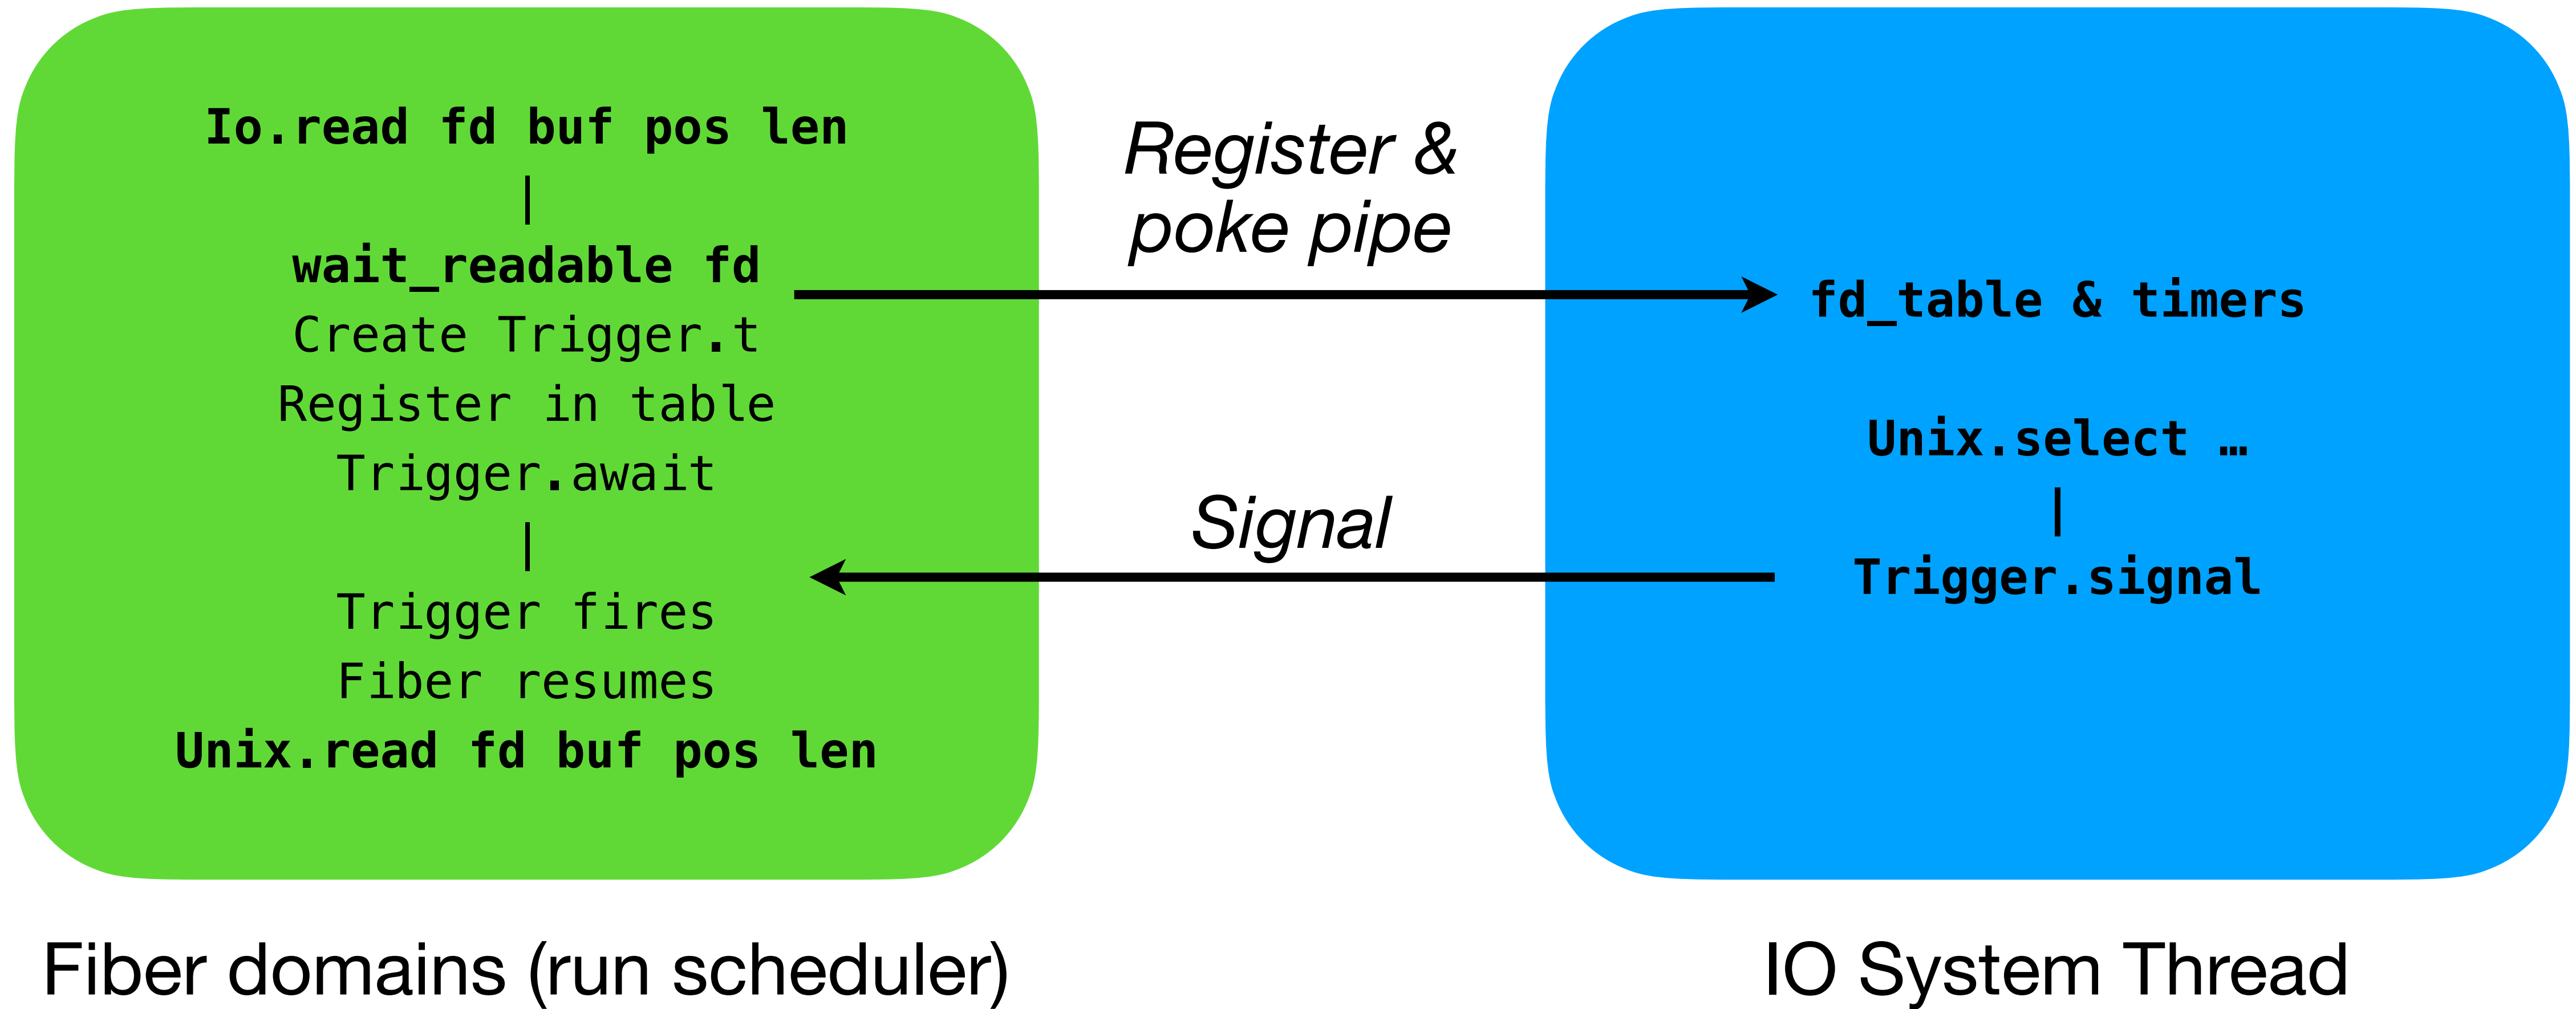 Io.read fd buf pos len
|
wait_readable fd
Create Trigger.t
Register in table
Trigger.await
|
Trigger fires
Fiber resumes
Unix.read fd buf pos len
Register &
poke pipe
Signal
fd_table & timers
Unix.select …
|
Trigger.signal
Fiber domains (run scheduler)
IO System Thread